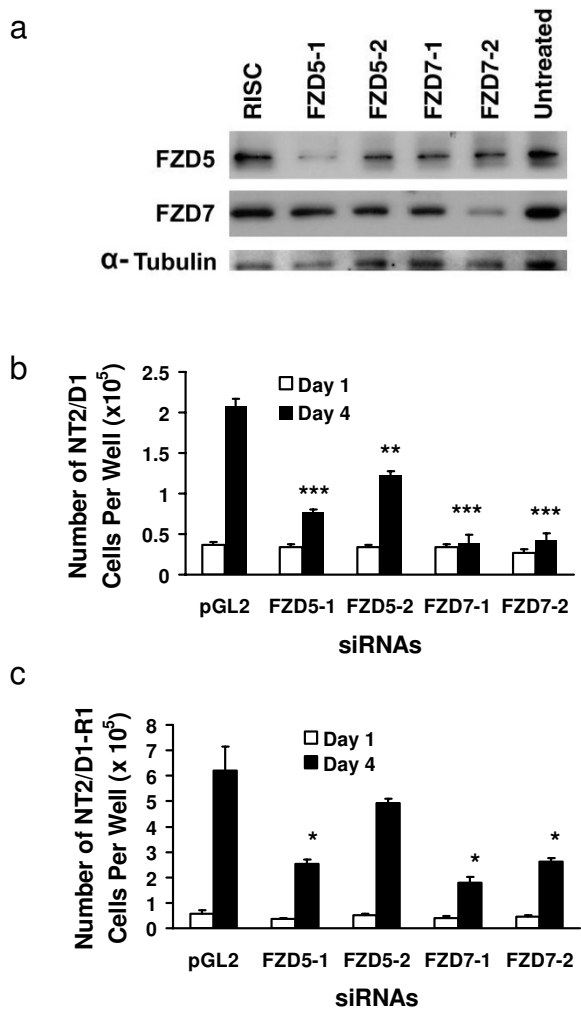 a
RISC
FZD5-1
FZD5-2
FZD7-1
FZD7-2
Untreated
FZD5
FZD7
α- Tubulin
b
Number of NT2/D1
Cells Per Well (x10⁵)
2.5
2
1.5
1
0.5
0
Day 1
Day 4
***
**
***
***
pGL2 FZD5-1 FZD5-2 FZD7-1 FZD7-2
siRNAs
c
Number of NT2/D1-R1
Cells Per Well (x 10⁵)
8
7
6
5
4
3
2
1
0
Day 1
Day 4
*
*
*
pGL2 FZD5-1 FZD5-2 FZD7-1 FZD7-2
siRNAs